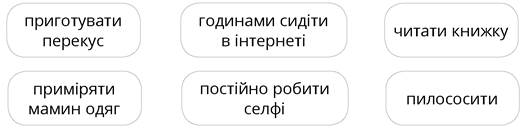 приготувати
перекус
годинами сидіти
в інтернеті
читати книжку
приміряти
мамин одяг
постійно робити
селфі
пилососити